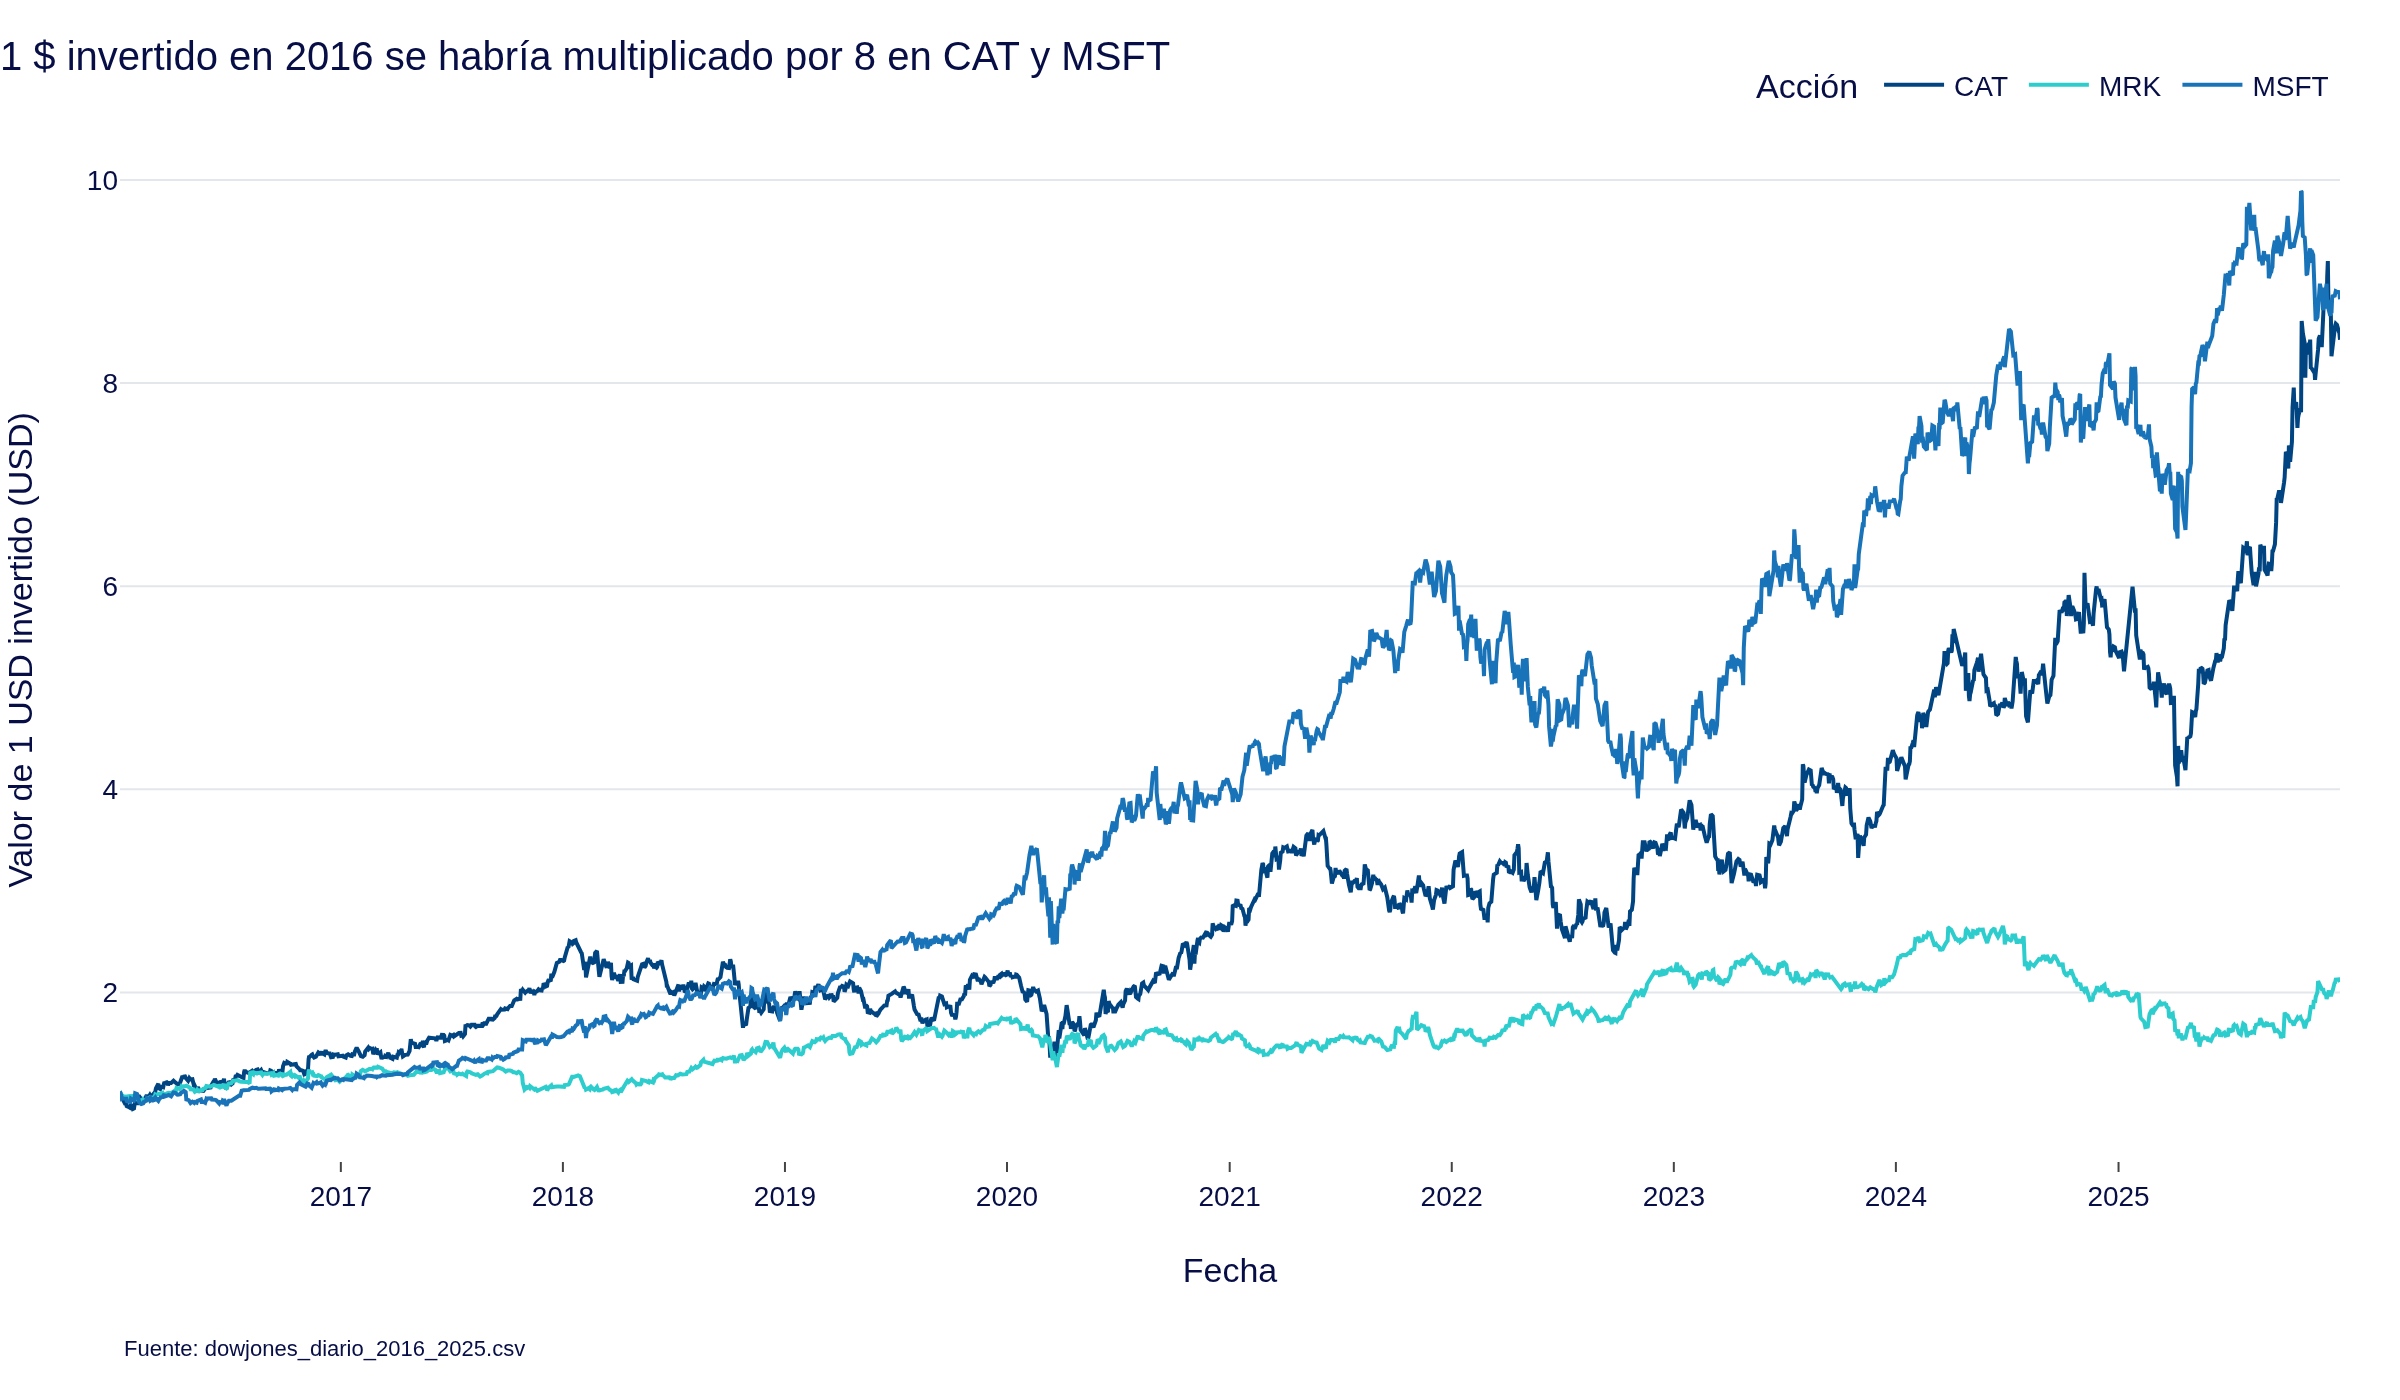 1 $ invertido en 2016 se habría multiplicado por 8 en CAT y MSFT
Acción CAT MRK MSFT
Valor de 1 USD invertido (USD)
10
8
6
4
2
2017 2018 2019 2020 2021 2022 2023 2024 2025
Fecha
Fuente: dowjones_diario_2016_2025.csv